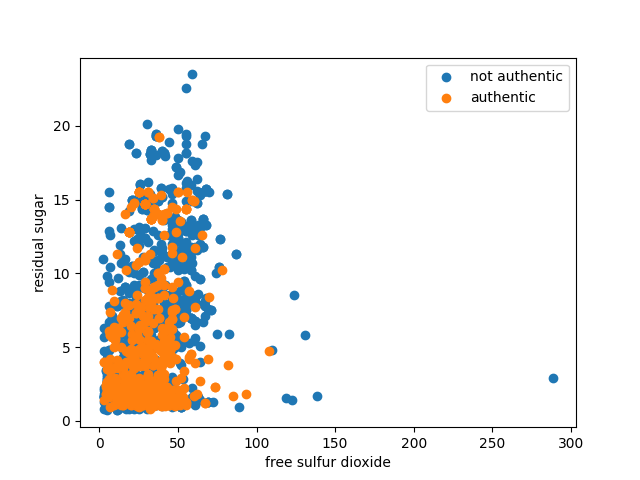 not authentic
authentic
residual sugar
20
15
10
5
0
0 50 100 150 200 250 300
free sulfur dioxide